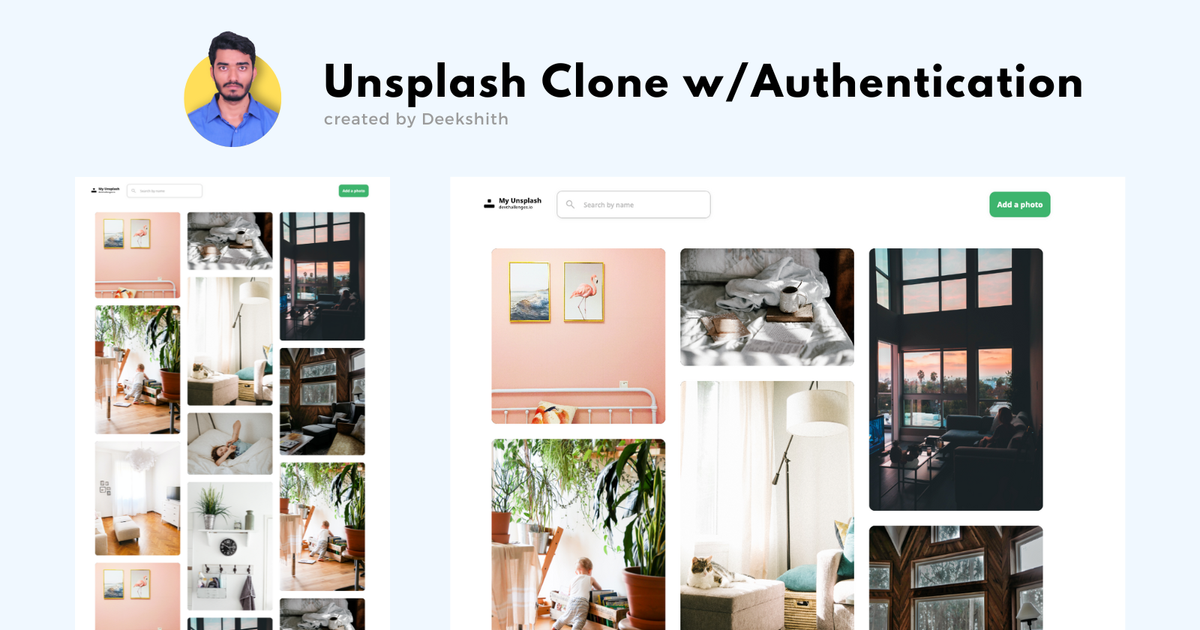 Unsplash Clone w/Authentication
created by Deekshith
My Unsplash
devchallenges.io
Search by name
Add a photo
My Unsplash
devchallenges.io
Search by name
Add a photo